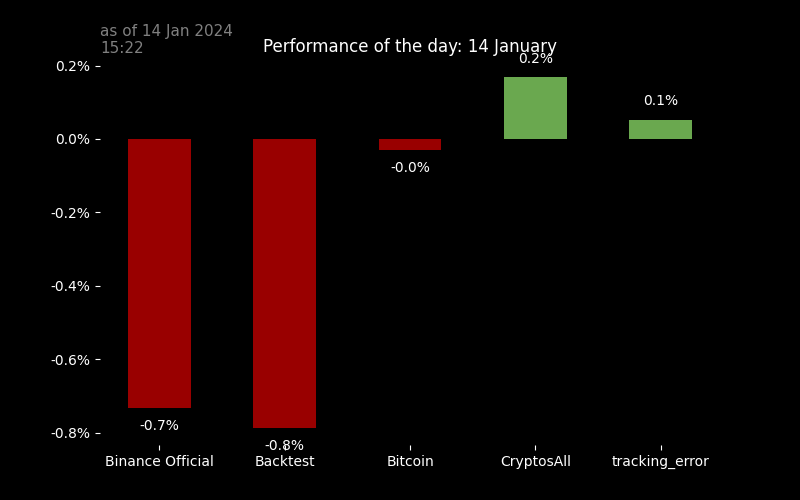 as of 14 Jan 2024
15:22
Performance of the day: 14 January
0.2%
0.2%
0.1%
0.0%
-0.0%
-0.2%
-0.4%
-0.6%
-0.7%
-0.8%
-0.8%
Binance Official
Backtest
Bitcoin
CryptosAll
tracking_error